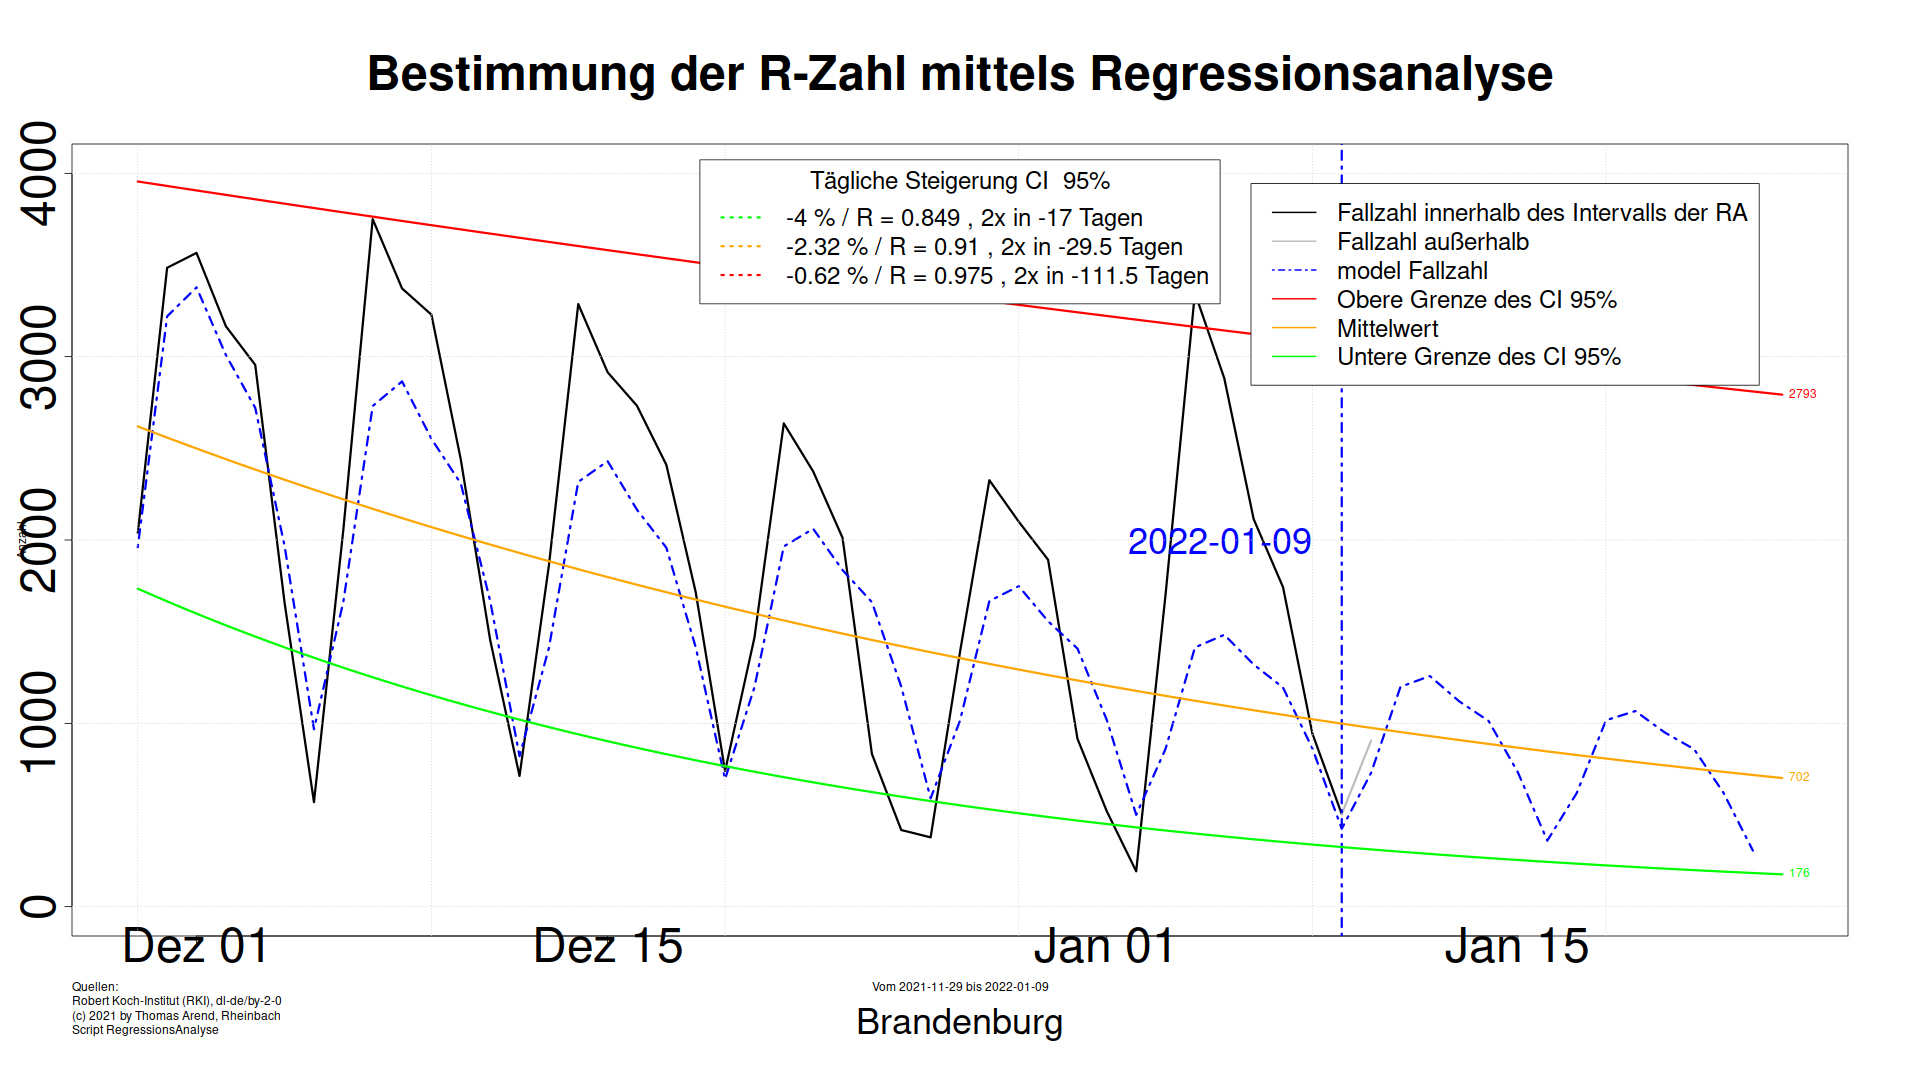 Bestimmung der R-Zahl mittels Regressionsanalyse
Tägliche Steigerung CI 95%
-4 % / R = 0.849 , 2x in -17 Tagen
-2.32 % / R = 0.91 , 2x in -29.5 Tagen
-0.62 % / R = 0.975 , 2x in -111.5 Tagen
Fallzahl innerhalb des Intervalls der RA
Fallzahl außerhalb
model Fallzahl
Obere Grenze des CI 95%
Mittelwert
Untere Grenze des CI 95%
4000
3000
2000
1000
0
Anzahl
2022-01-09
2793
702
176
Dez 01
Dez 15
Jan 01
Jan 15
Quellen:
Robert Koch-Institut (RKI), dl-de/by-2-0
(c) 2021 by Thomas Arend, Rheinbach
Script RegressionsAnalyse
Vom 2021-11-29 bis 2022-01-09
Brandenburg